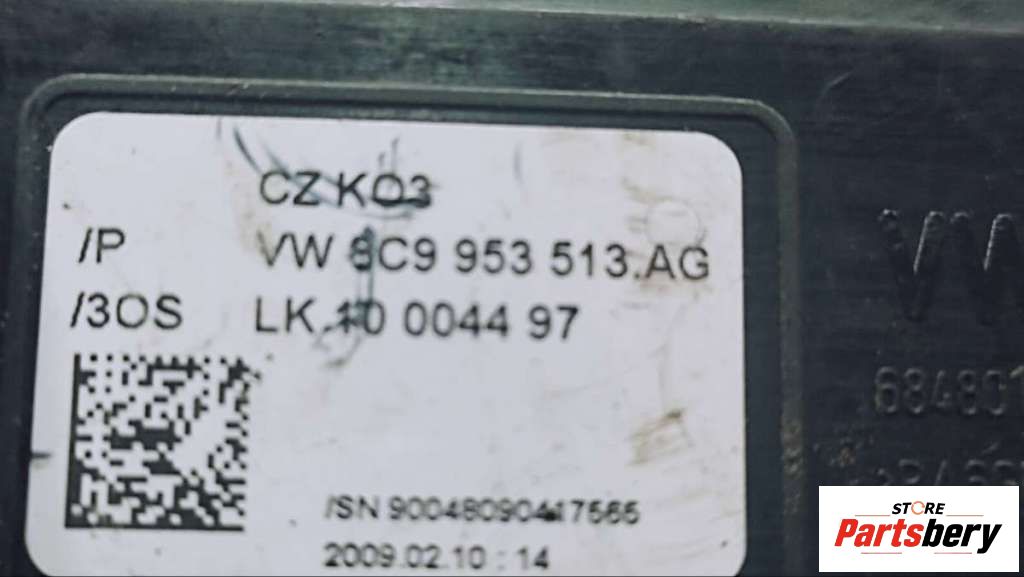 CZ KO3
/P VW 8C9 953 513.AG
/3OS LK 10 0044 97
/SN 90048090417565
2009.02.10 : 14
VW
684801
STORE
Partsbery